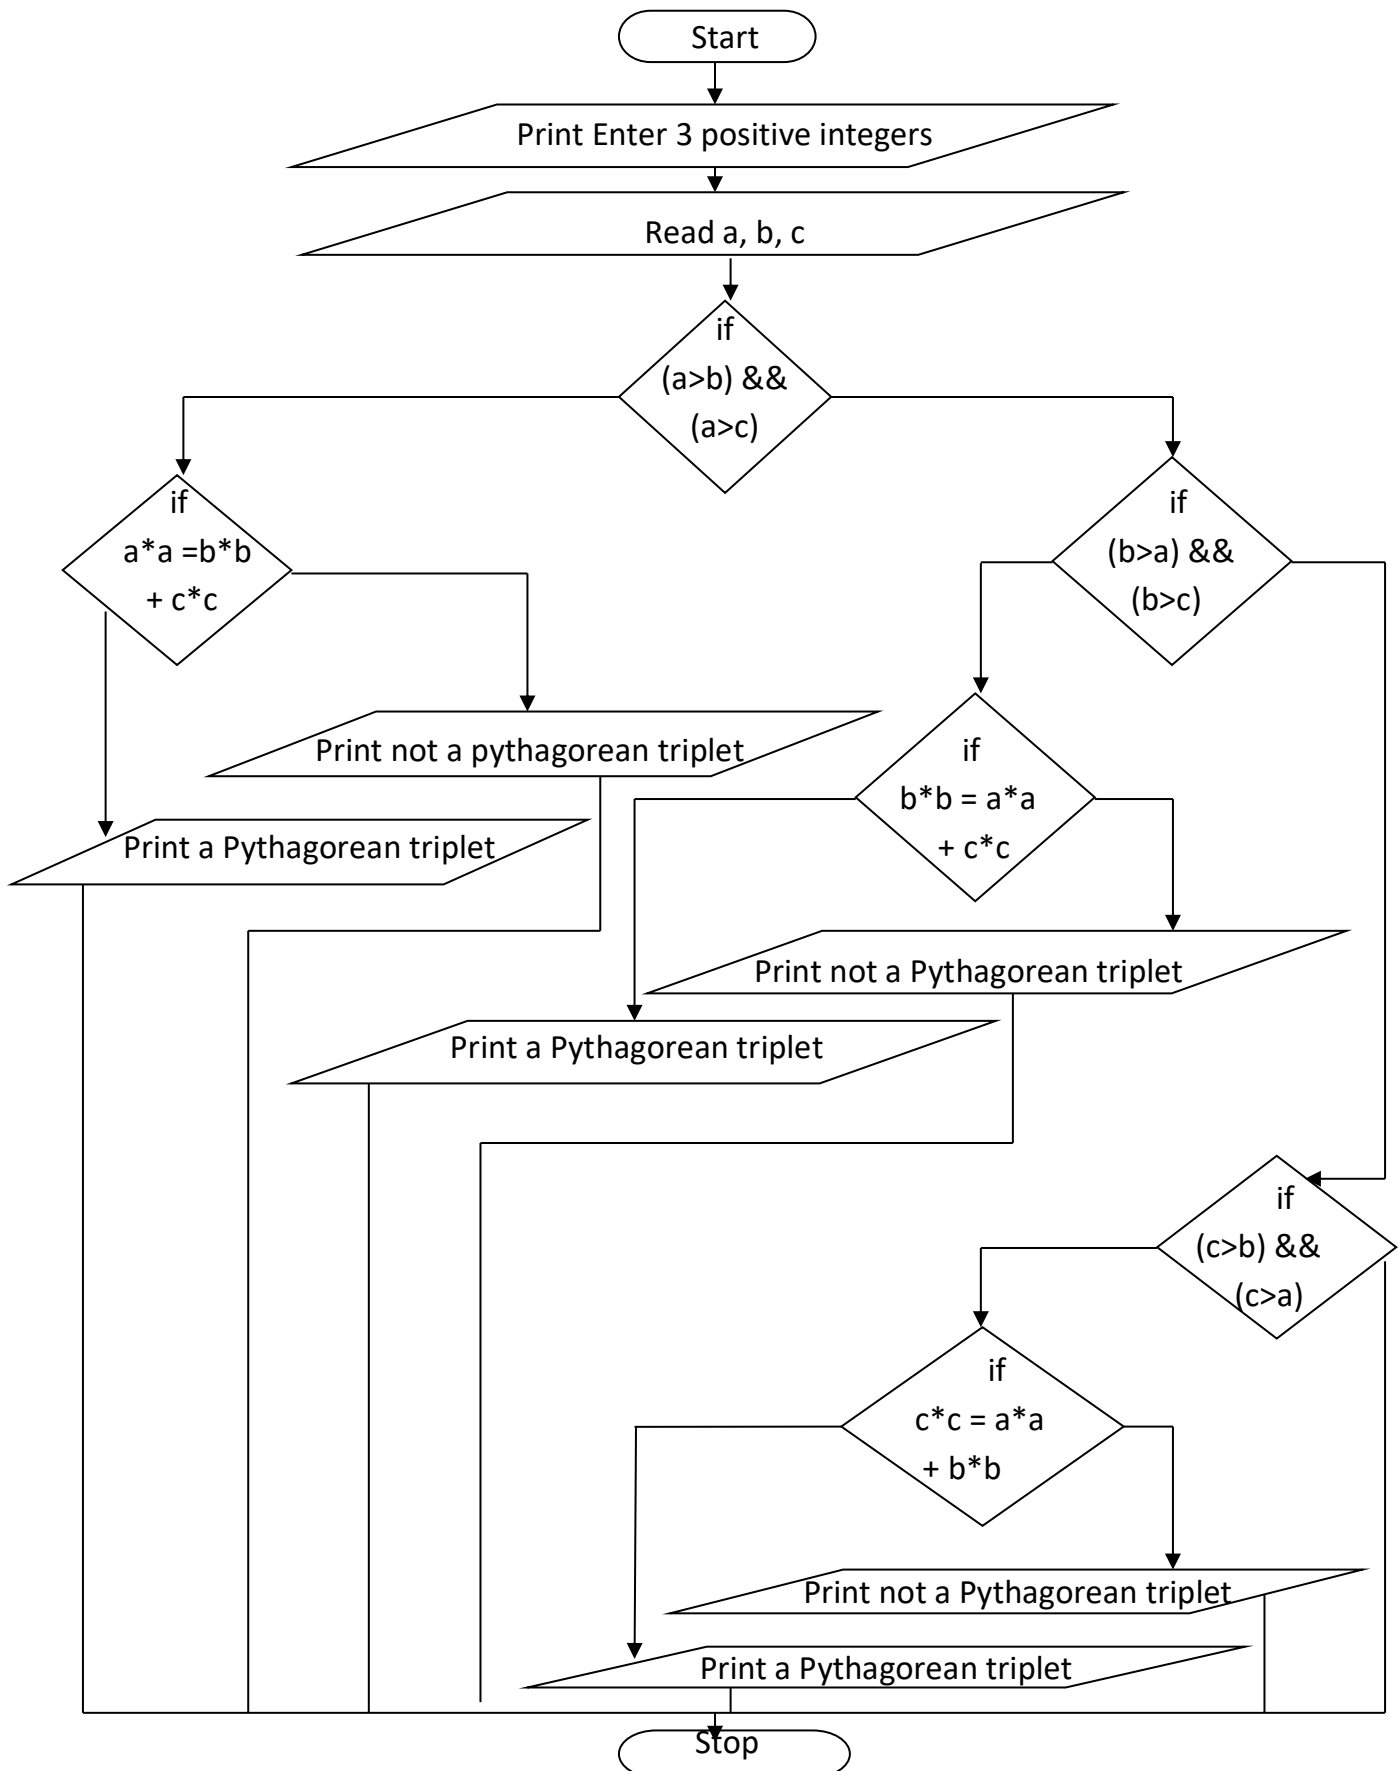 Start
Print Enter 3 positive integers
Read a, b, c
if
(a>b) &&
(a>c)
if
a*a =b*b
+ c*c
if
(b>a) &&
(b>c)
Print not a pythagorean triplet
if
b*b = a*a
+ c*c
Print a Pythagorean triplet
Print not a Pythagorean triplet
Print a Pythagorean triplet
if
(c>b) &&
(c>a)
if
c*c = a*a
+ b*b
Print not a Pythagorean triplet
Print a Pythagorean triplet
Stop